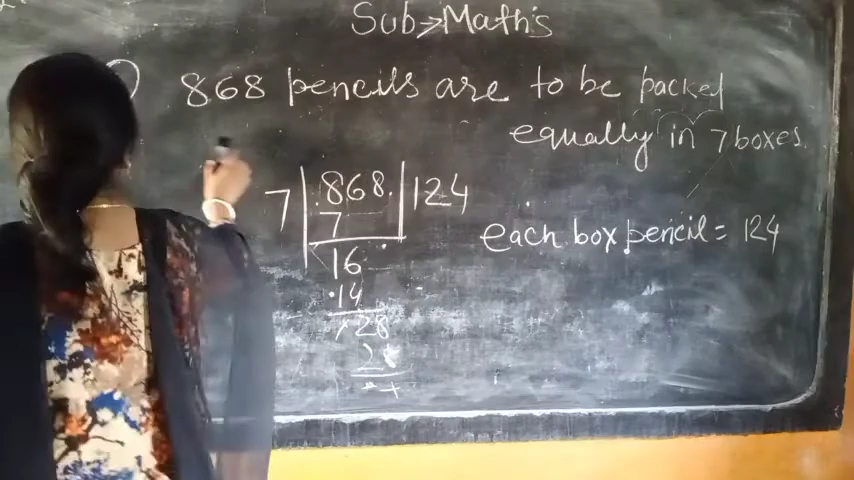 Sub→Math's
868 pencils are to be packed
equally in 7 boxes.
7 868 124
7
16
14
28
28
each box pencil = 124